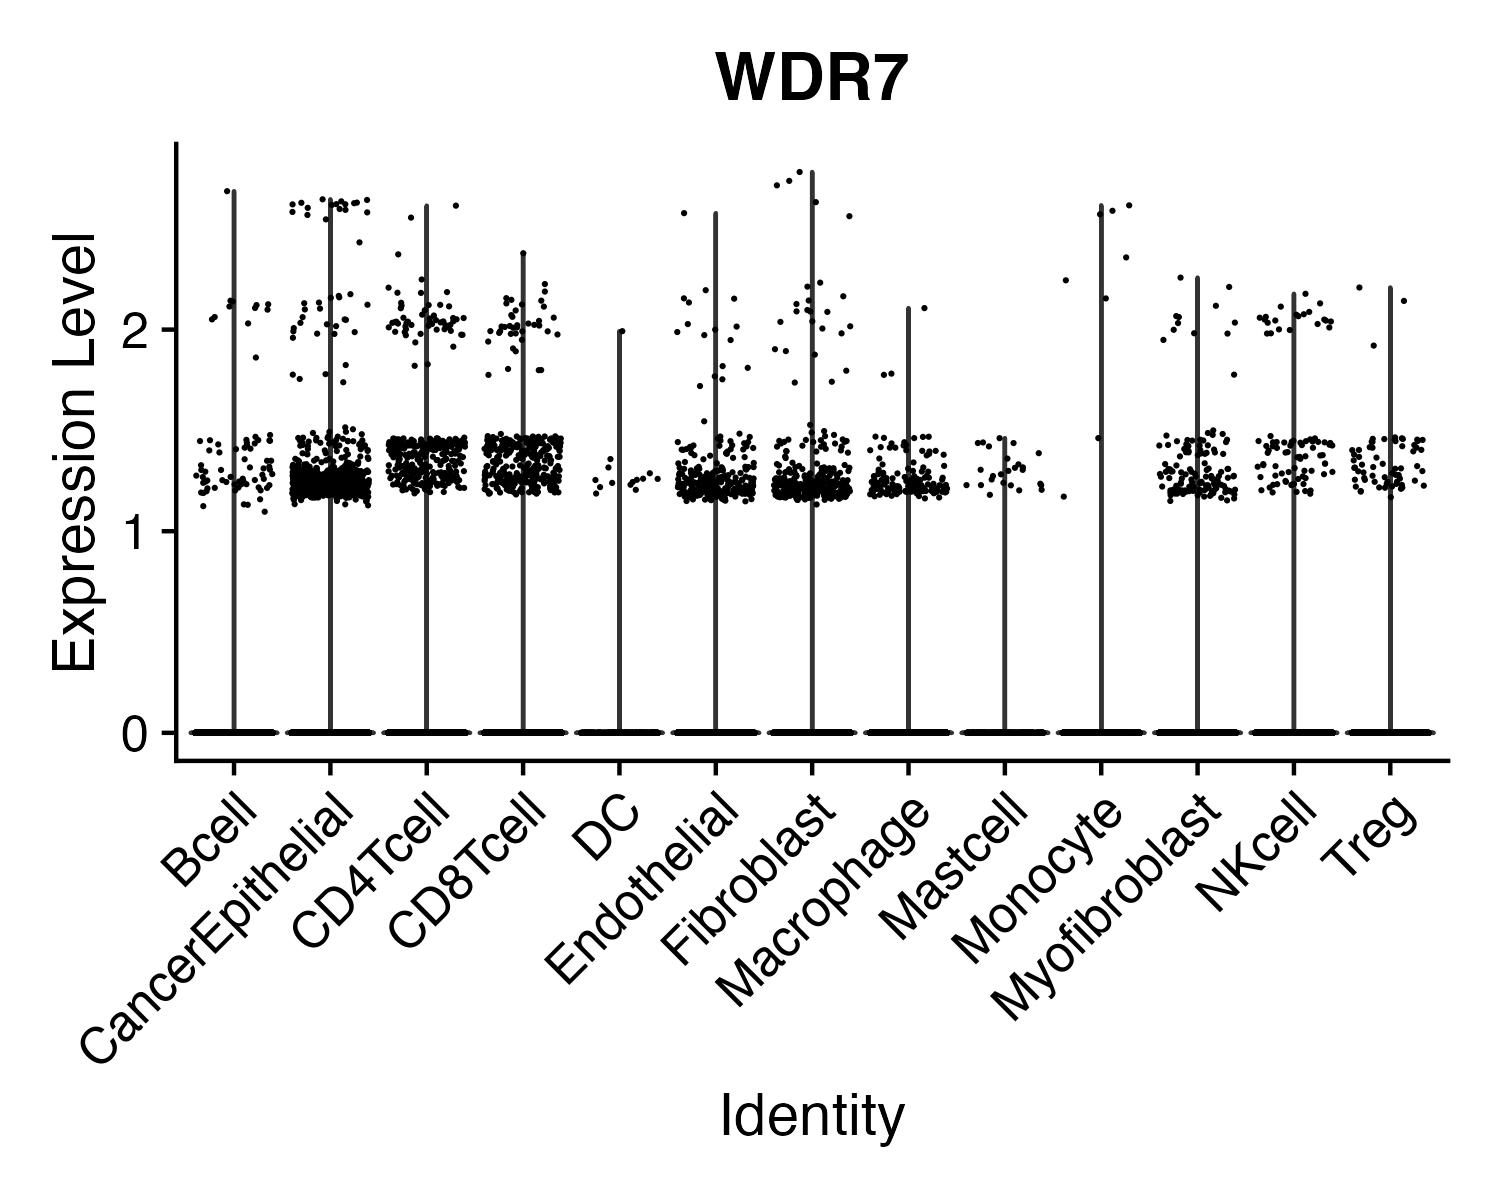 WDR7
Expression Level
2
1
0
Bcell
CancerEpithelial
CD4Tcell
CD8Tcell
DC
Endothelial
Fibroblast
Macrophage
Mastcell
Monocyte
Myofibroblast
NKcell
Treg
Identity